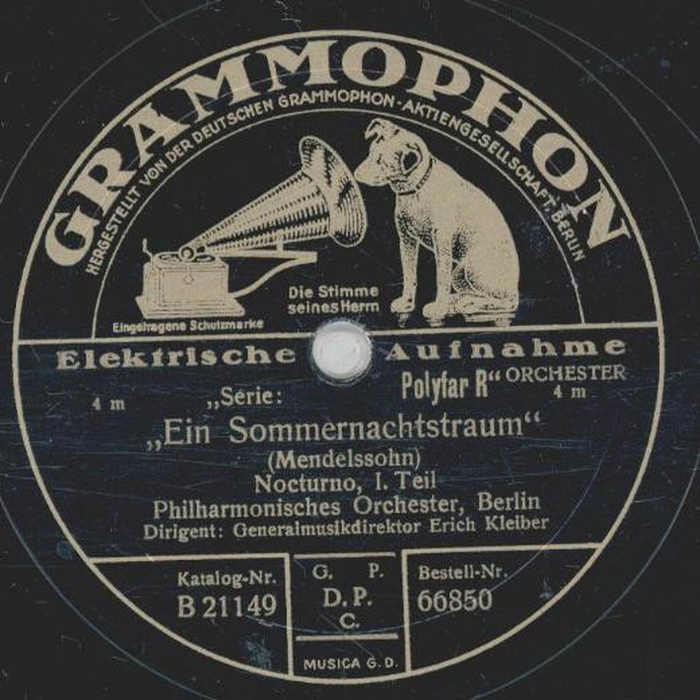 GRAMMOPHON
HERGESTELLT VON DER DEUTSCHEN GRAMMOPHON-AKTIENGESELLSCHAFT, BERLIN
Die Stimme
seines Herrn
Eingetragene Schutzmarke
Elektrische Aufnahme
„Serie: Polyfar R“ ORCHESTER
4 m 4 m
„Ein Sommernachtstraum“
(Mendelssohn)
Nocturno, I. Teil
Philharmonisches Orchester, Berlin
Dirigent: Generalmusikdirektor Erich Kleiber
Katalog-Nr.
B 21149
G. P.
D.P.
C.
MUSICA G.D.
Bestell-Nr.
66850